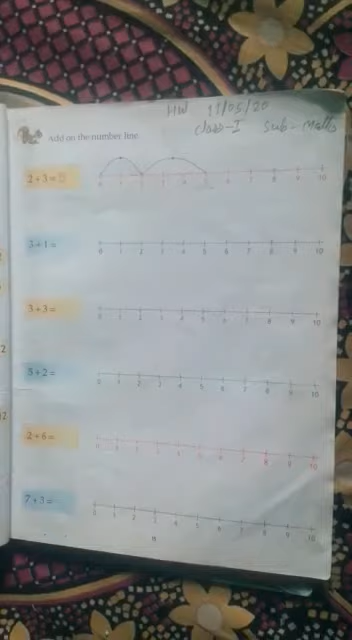 HW 11/05/20
Class-I Sub- Maths
Add on the number line.
2 + 3 = 5
0 1 2 3 4 5 6 7 8 9 10
3 + 1 =
0 1 2 3 4 5 6 7 8 9 10
3 + 3 =
0 1 2 3 4 5 6 7 8 9 10
5 + 2 =
0 1 2 3 4 5 6 7 8 9 10
2 + 6 =
0 1 2 3 4 5 6 7 8 9 10
7 + 3 =
0 1 2 3 4 5 6 7 8 9 10